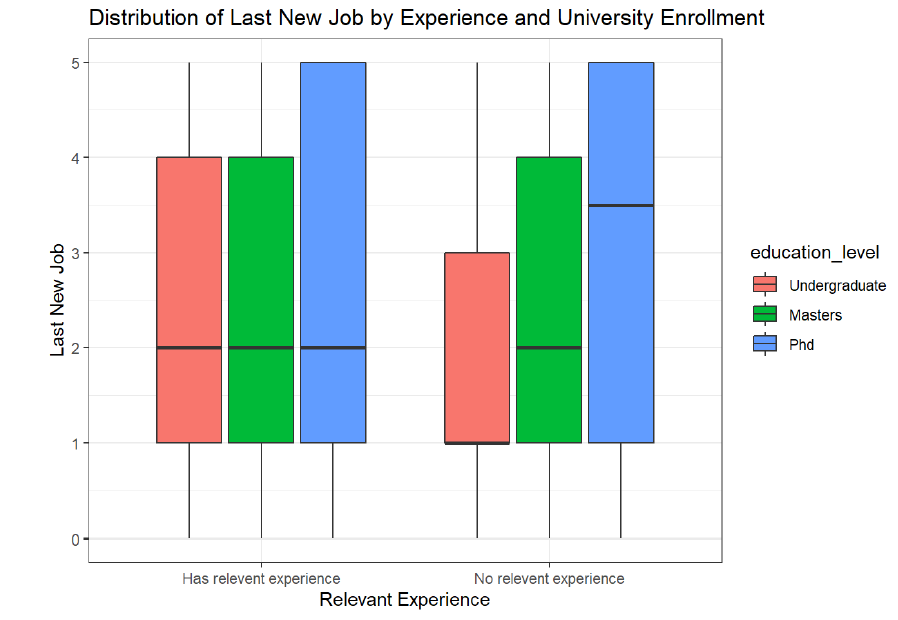 Distribution of Last New Job by Experience and University Enrollment
5
4
3
2
1
0
Last New Job
Has relevent experience
No relevent experience
Relevant Experience
education_level
Undergraduate
Masters
Phd